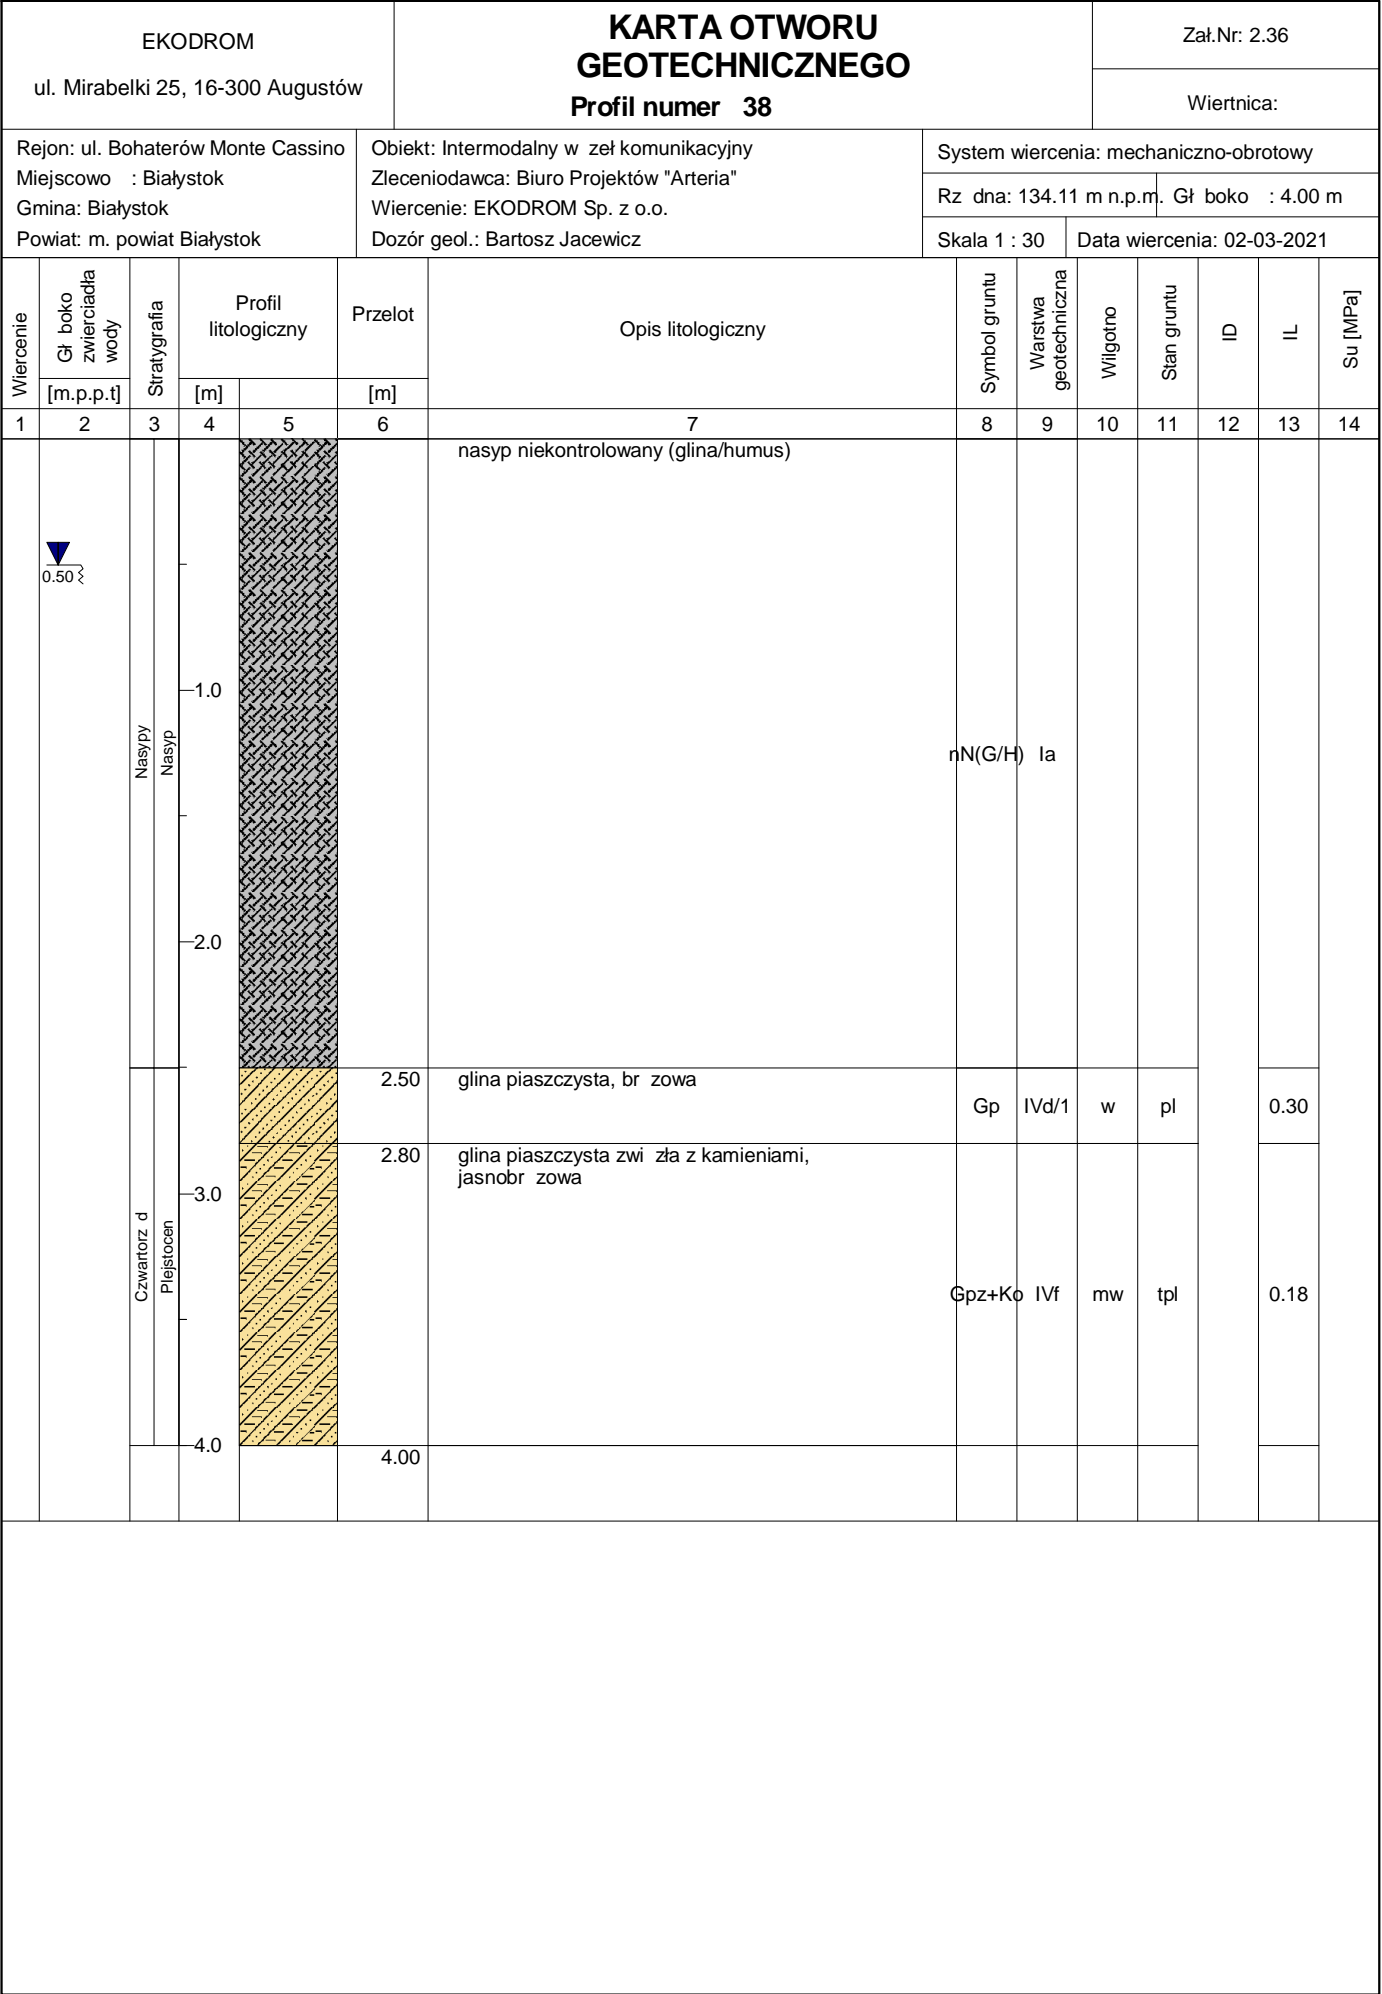 EKODROM
ul. Mirabelki 25, 16-300 Augustów
KARTA OTWORU
GEOTECHNICZNEGO
Profil numer 38
Zał.Nr: 2.36
Wiertnica:
Rejon: ul. Bohaterów Monte Cassino
Miejscowo : Białystok
Gmina: Białystok
Powiat: m. powiat Białystok
Obiekt: Intermodalny w zeł komunikacyjny
Zleceniodawca: Biuro Projektów "Arteria"
Wiercenie: EKODROM Sp. z o.o.
Dozór geol.: Bartosz Jacewicz
System wiercenia: mechaniczno-obrotowy
Rz dna: 134.11 m n.p.m. Gł boko : 4.00 m
Skala 1 : 30 Data wiercenia: 02-03-2021
Wiercenie
Gł boko
zwierciadła
wody
[m.p.p.t]
Stratygrafia
Profil
litologiczny
[m]
Przelot
[m]
Opis litologiczny
Symbol gruntu
Warstwa
geotechniczna
Wilgotno
Stan gruntu
ID
IL
Su [MPa]
1 2 3 4 5 6 7 8 9 10 11 12 13 14
nasyp niekontrolowany (glina/humus)
0.50
1.0
Nasypy
Nasyp
nN(G/H) Ia
2.0
2.50 glina piaszczysta, br zowa
Gp IVd/1 w pl 0.30
2.80 glina piaszczysta zwi zła z kamieniami,
jasnobr zowa
3.0
Czwartorz d
Plejstocen
Gpz+Ko IVf mw tpl 0.18
4.0
4.00